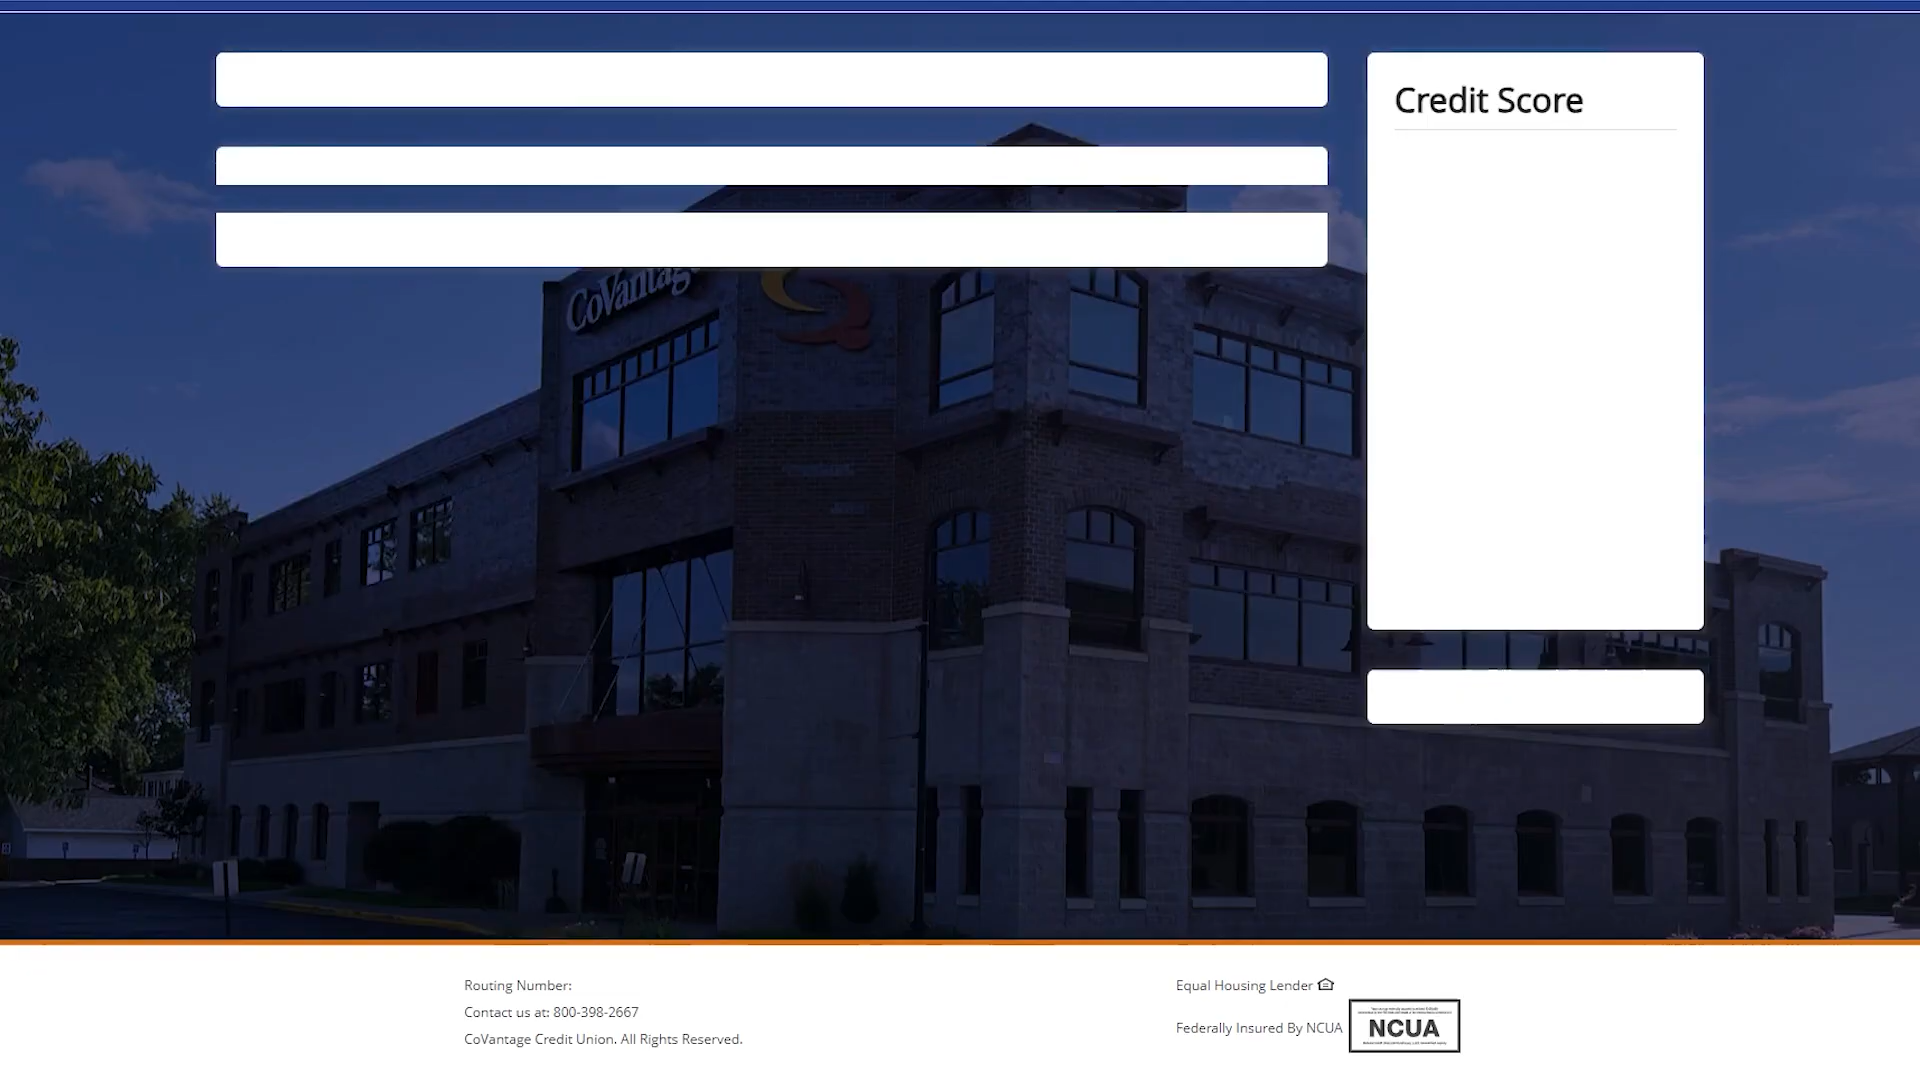 Credit Score
CoVantage
Routing Number:
Contact us at: 800-398-2667
CoVantage Credit Union. All Rights Reserved.
Equal Housing Lender
Federally Insured By NCUA
NCUA